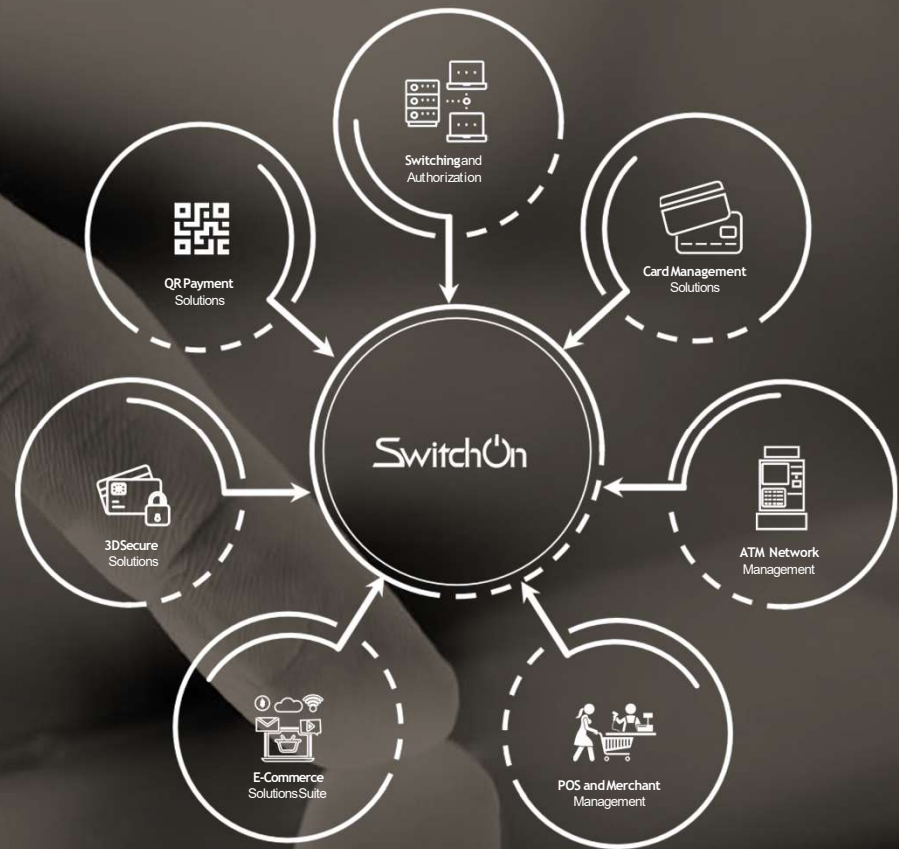 Switching and
Authorization
QR Payment
Solutions
Card Management
Solutions
SwitchOn
3DSecure
Solutions
ATM Network
Management
E-Commerce
Solutions Suite
POS and Merchant
Management